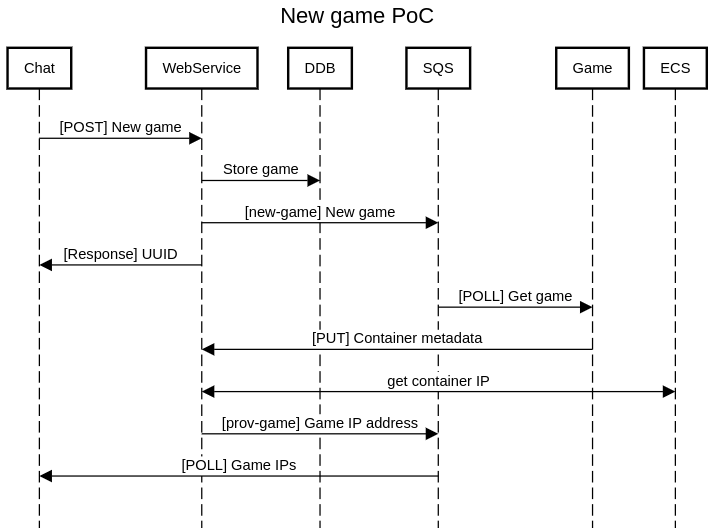 New game PoC
Chat WebService DDB SQS Game ECS
[POST] New game
Store game
[new-game] New game
[Response] UUID
[POLL] Get game
[PUT] Container metadata
get container IP
[prov-game] Game IP address
[POLL] Game IPs